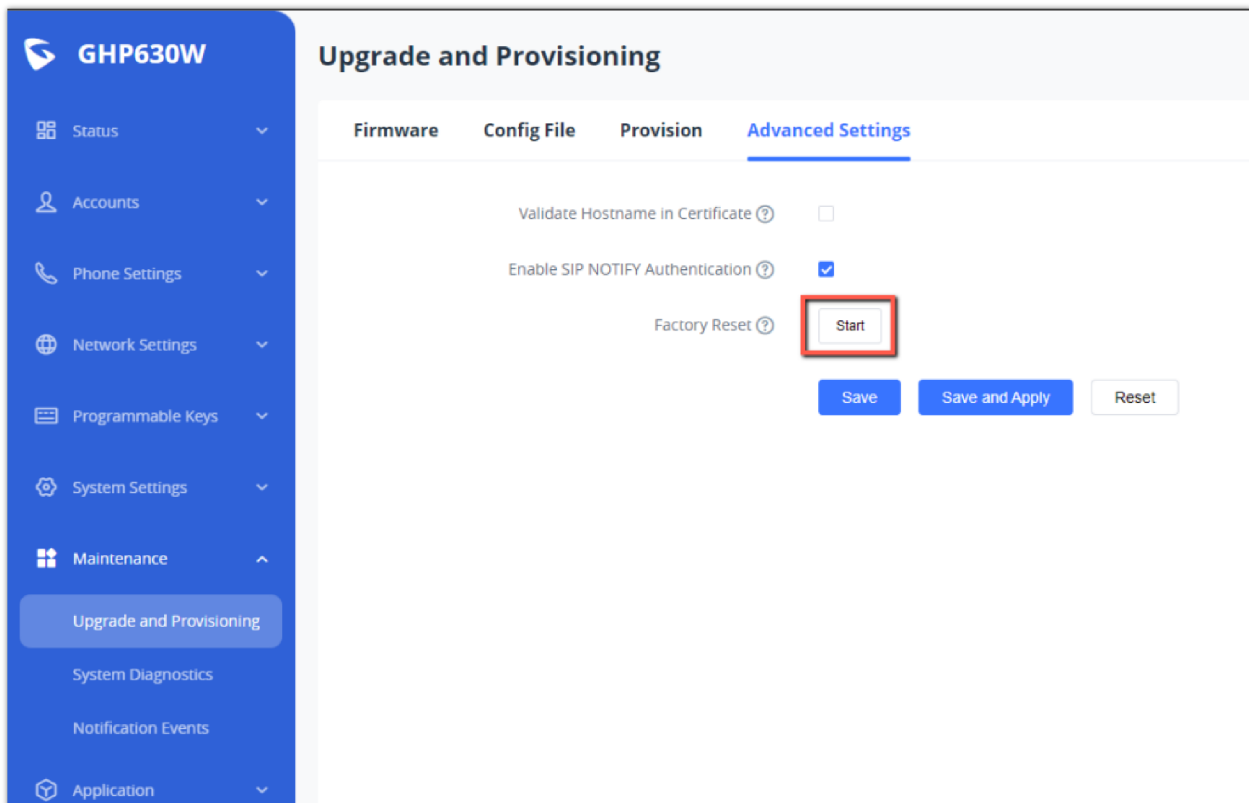 GHP630W
Status
Accounts
Phone Settings
Network Settings
Programmable Keys
System Settings
Maintenance
Upgrade and Provisioning
System Diagnostics
Notification Events
Application
Upgrade and Provisioning
Firmware Config File Provision Advanced Settings
Validate Hostname in Certificate ?
Enable SIP NOTIFY Authentication ?
Factory Reset ? Start
Save Save and Apply Reset